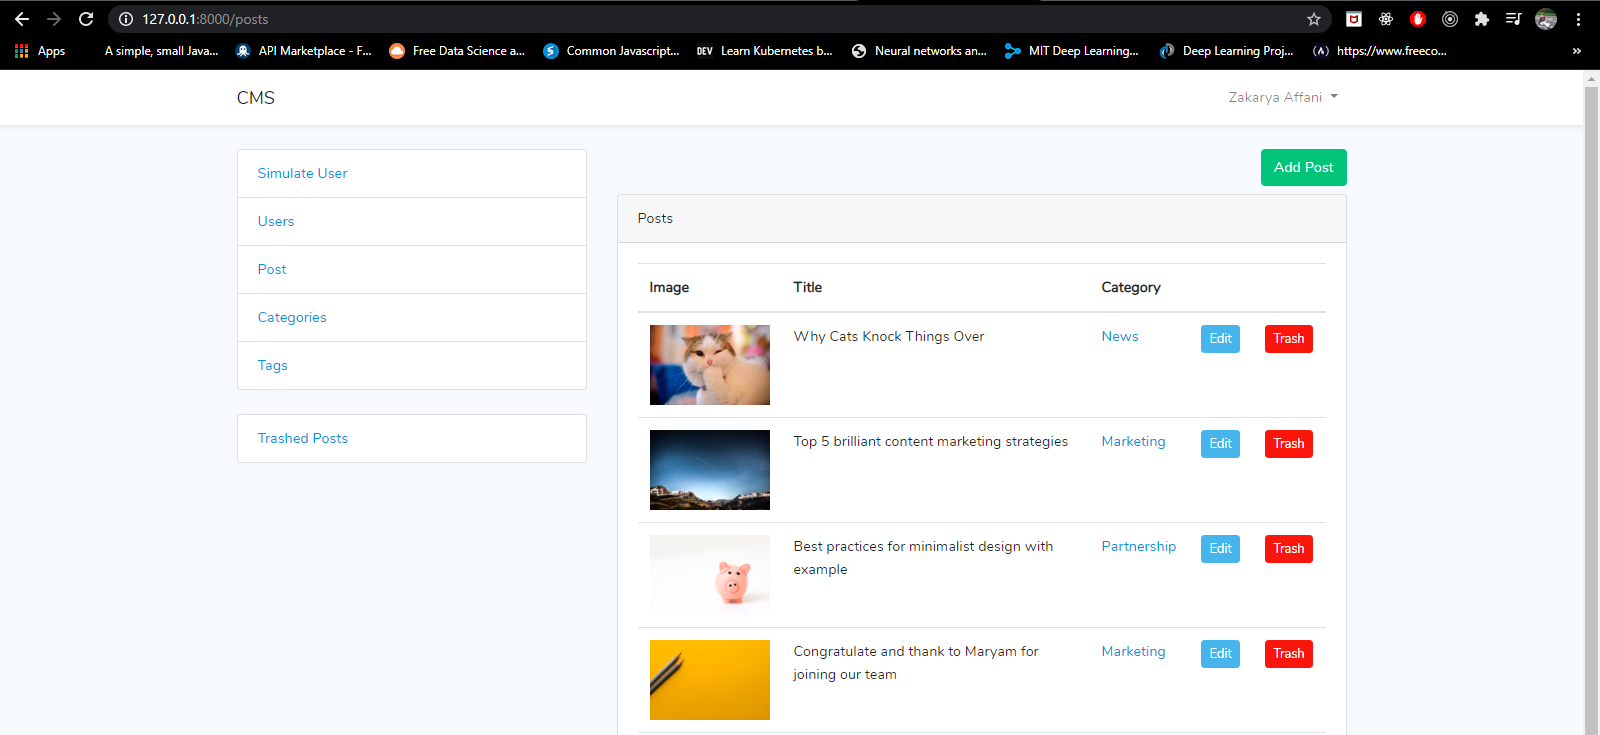 127.0.0.1:8000/posts
Apps A simple, small Java... API Marketplace - F... Free Data Science a... Common Javascript... DEV Learn Kubernetes b... Neural networks an... MIT Deep Learning... Deep Learning Proj... (A) https://www.freeco... »
CMS Zakarya Affani
Add Post
Simulate User
Users
Post
Categories
Tags
Trashed Posts
Posts
Image Title Category
Why Cats Knock Things Over News Edit Trash
Top 5 brilliant content marketing strategies Marketing Edit Trash
Best practices for minimalist design with Partnership Edit Trash
example
Congratulate and thank to Maryam for Marketing Edit Trash
joining our team